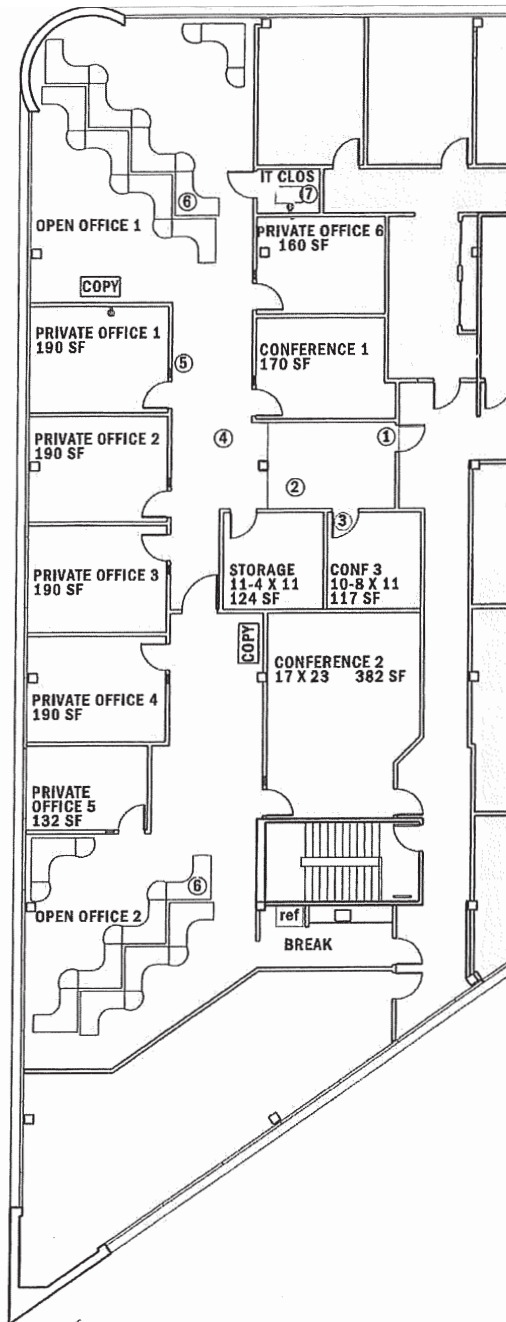 IT CLOS
⑦
⑥
OPEN OFFICE 1
PRIVATE OFFICE 6
160 SF
COPY
PRIVATE OFFICE 1
190 SF
CONFERENCE 1
170 SF
⑤
PRIVATE OFFICE 2
190 SF
④
①
②
③
PRIVATE OFFICE 3
190 SF
STORAGE
11-4 X 11
124 SF
CONF 3
10-8 X 11
117 SF
COPY
CONFERENCE 2
17 X 23 382 SF
PRIVATE OFFICE 4
190 SF
PRIVATE
OFFICE 5
132 SF
⑥
OPEN OFFICE 2
ref
BREAK